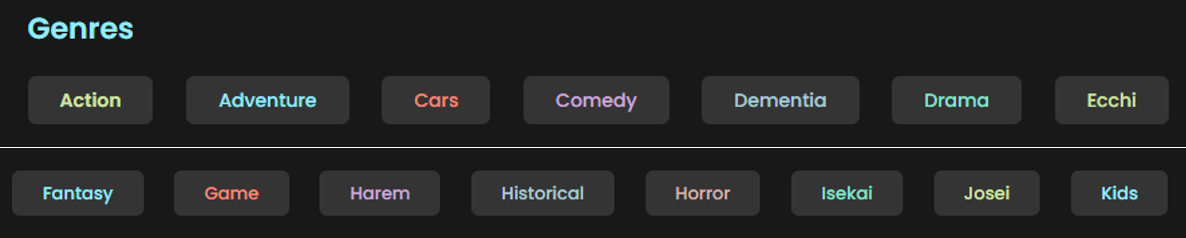 Genres
Action Adventure Cars Comedy Dementia Drama Ecchi
Fantasy Game Harem Historical Horror Isekai Josei Kids